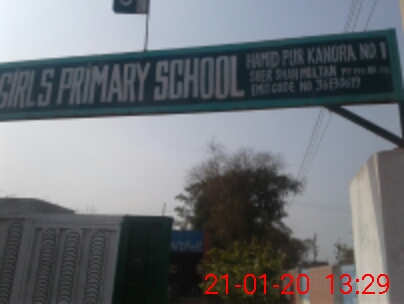 GIRLS PRIMARY SCHOOL
HAMID PUR KANORA NO 1
SHER SHAH MULTAN
EMIS CODE NO.
21-01-20 13:29